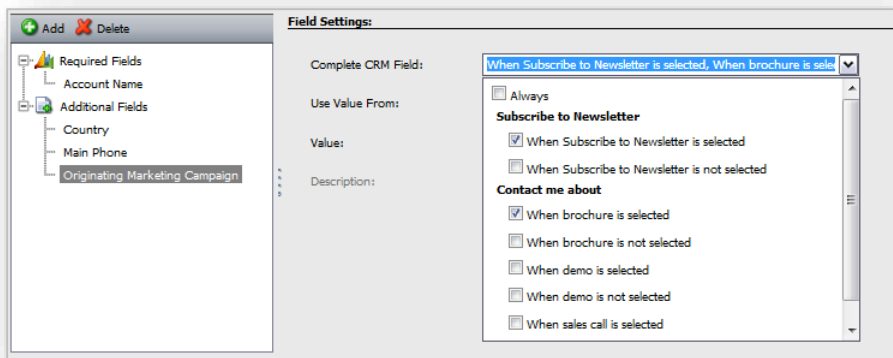 Add Delete
Required Fields
Account Name
Additional Fields
Country
Main Phone
Originating Marketing Campaign
Field Settings:
Complete CRM Field:
When Subscribe to Newsletter is selected, When brochure is sele
Use Value From:
Value:
Description:
Always
Subscribe to Newsletter
When Subscribe to Newsletter is selected
When Subscribe to Newsletter is not selected
Contact me about
When brochure is selected
When brochure is not selected
When demo is selected
When demo is not selected
When sales call is selected